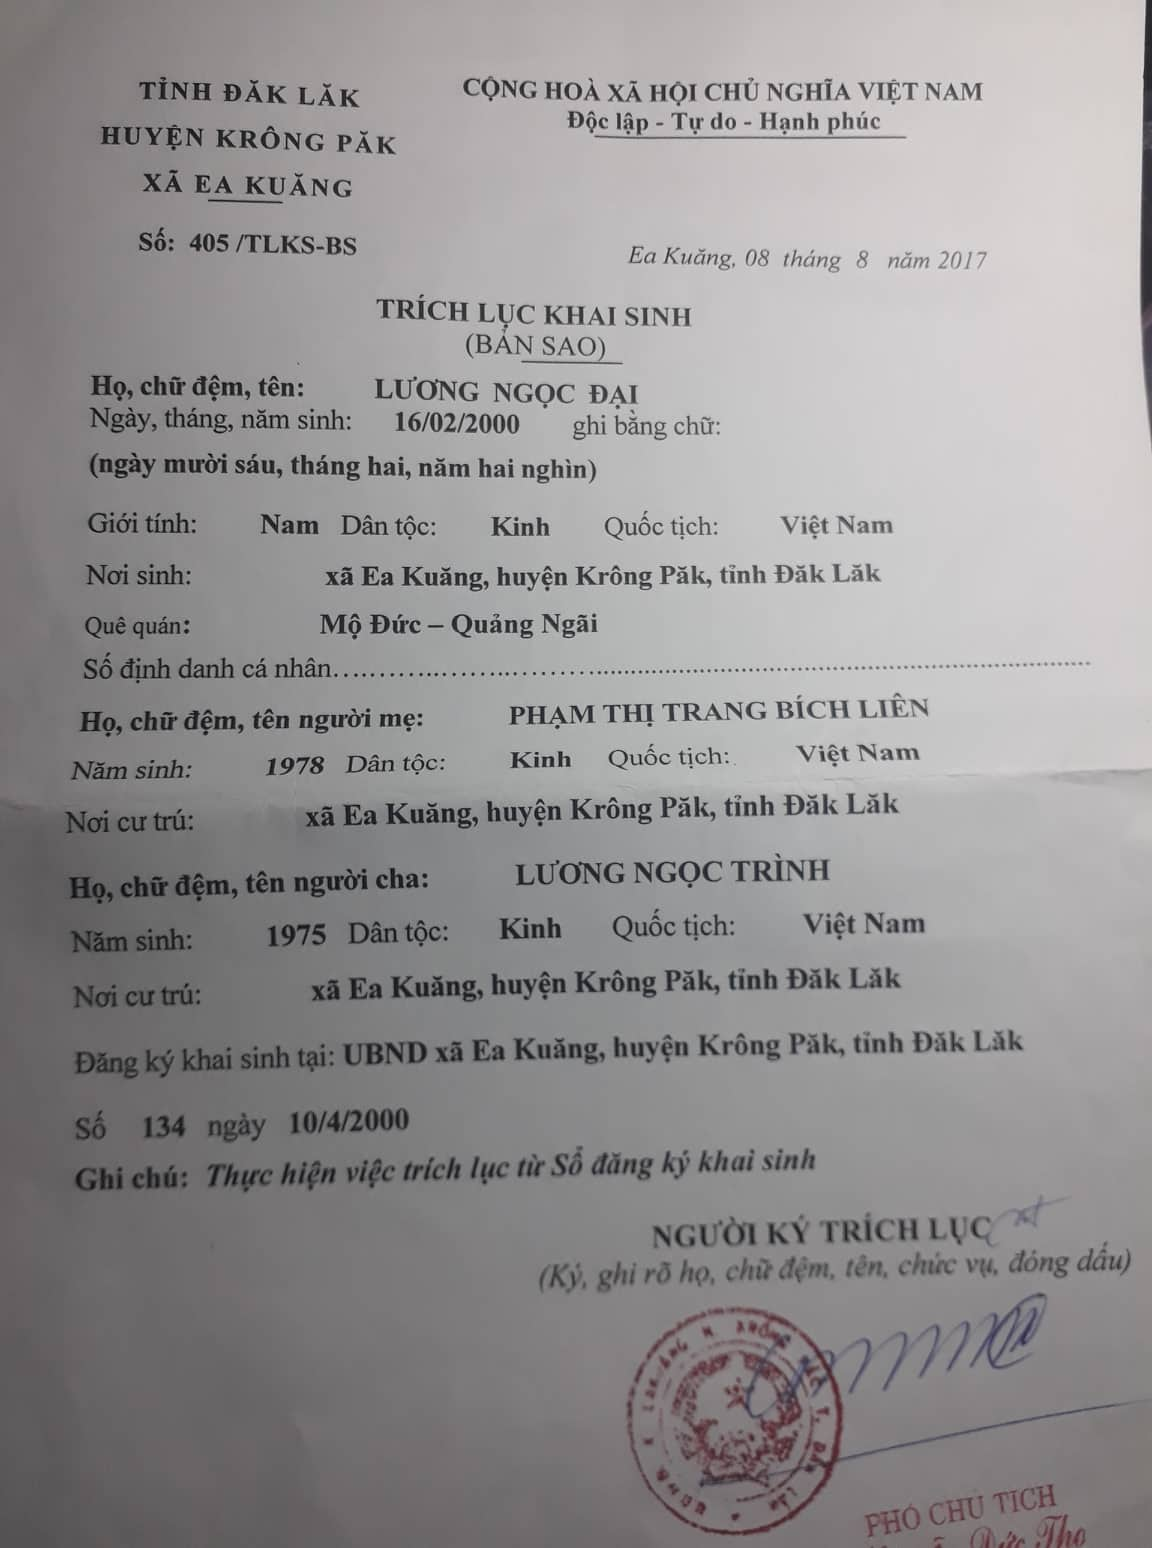 TỈNH ĐĂK LĂK
HUYỆN KRÔNG PĂK
XÃ EA KUĂNG
Số: 405 /TLKS-BS
CỘNG HOÀ XÃ HỘI CHỦ NGHĨA VIỆT NAM
Độc lập - Tự do - Hạnh phúc
Ea Kuăng, 08 tháng 8 năm 2017
TRÍCH LỤC KHAI SINH
(BẢN SAO)
Họ, chữ đệm, tên: LƯƠNG NGỌC ĐẠI
Ngày, tháng, năm sinh: 16/02/2000 ghi bằng chữ:
(ngày mười sáu, tháng hai, năm hai nghìn)
Giới tính: Nam Dân tộc: Kinh Quốc tịch: Việt Nam
Nơi sinh: xã Ea Kuăng, huyện Krông Păk, tỉnh Đăk Lăk
Quê quán: Mộ Đức – Quảng Ngãi
Số định danh cá nhân..............................
Họ, chữ đệm, tên người mẹ: PHẠM THỊ TRANG BÍCH LIÊN
Năm sinh: 1978 Dân tộc: Kinh Quốc tịch: Việt Nam
Nơi cư trú: xã Ea Kuăng, huyện Krông Păk, tỉnh Đăk Lăk
Họ, chữ đệm, tên người cha: LƯƠNG NGỌC TRÌNH
Năm sinh: 1975 Dân tộc: Kinh Quốc tịch: Việt Nam
Nơi cư trú: xã Ea Kuăng, huyện Krông Păk, tỉnh Đăk Lăk
Đăng ký khai sinh tại: UBND xã Ea Kuăng, huyện Krông Păk, tỉnh Đăk Lăk
Số 134 ngày 10/4/2000
Ghi chú: Thực hiện việc trích lục từ Sổ đăng ký khai sinh
NGƯỜI KÝ TRÍCH LỤC
(Ký, ghi rõ họ, chữ đệm, tên, chức vụ, đóng dấu)
PHÓ CHỦ TỊCH
Đức Thọ